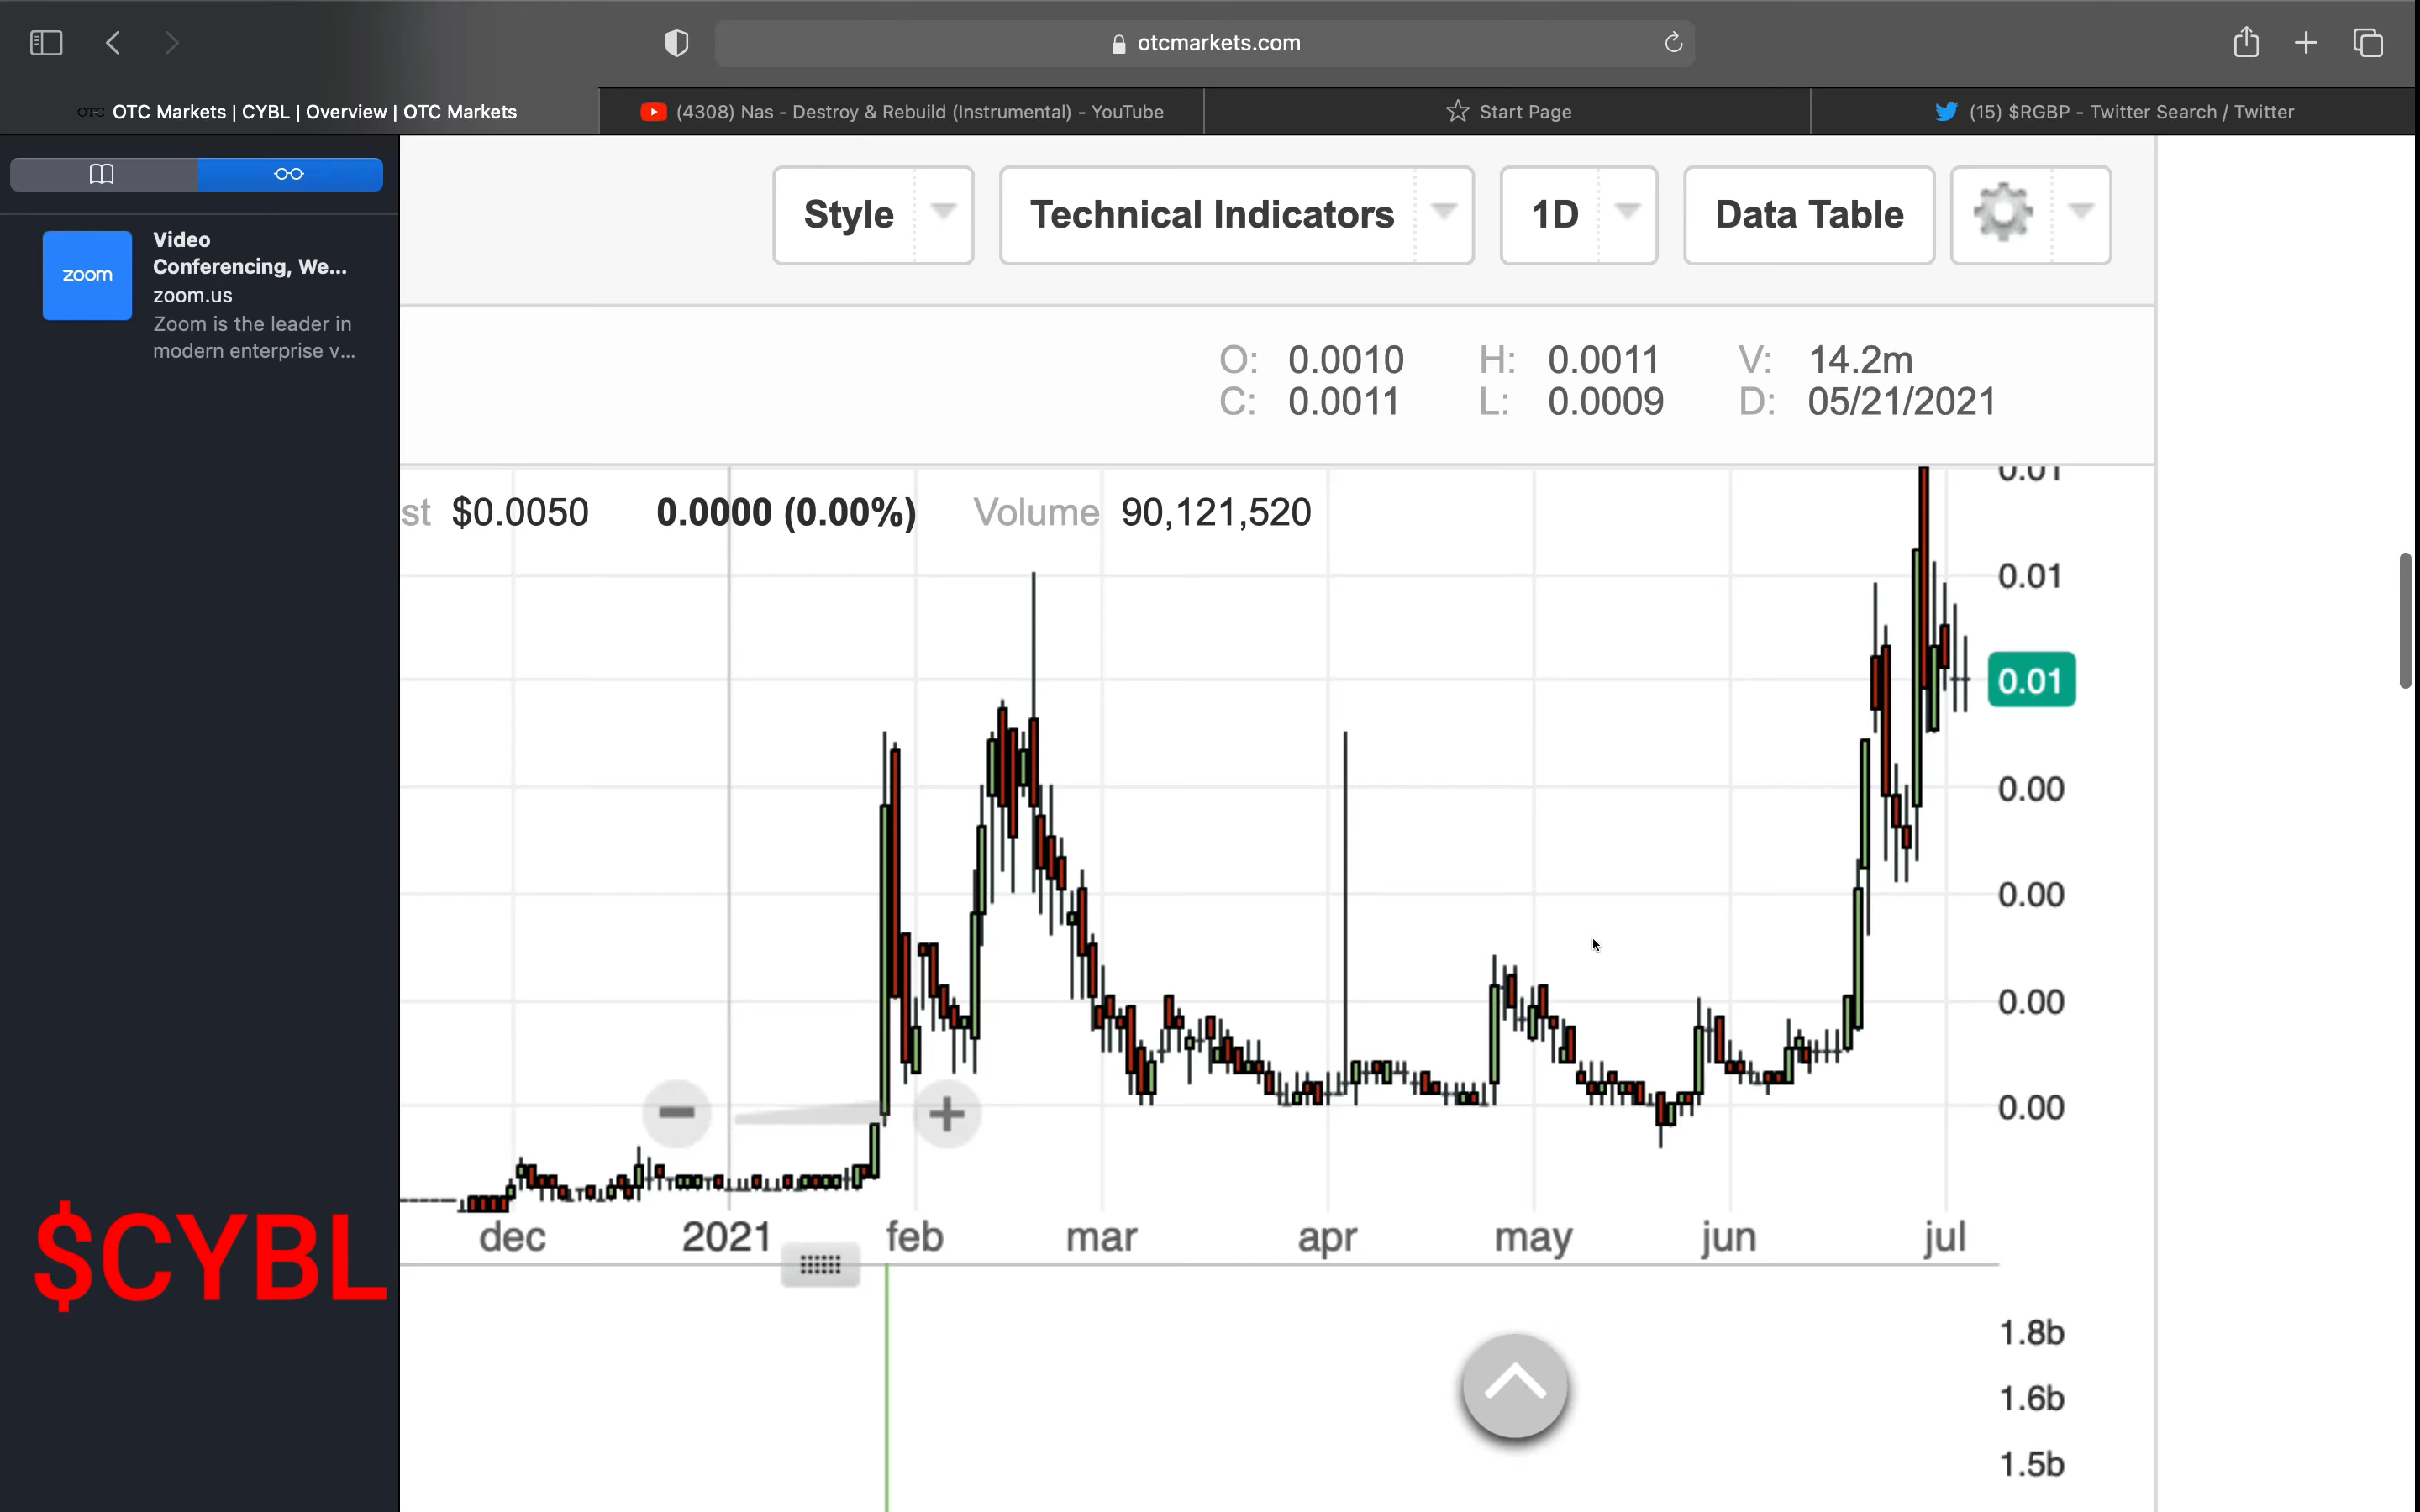 otcmarkets.com
OTC OTC Markets | CYBL | Overview | OTC Markets
(4308) Nas - Destroy & Rebuild (Instrumental) - YouTube
Start Page
(15) $RGBP - Twitter Search / Twitter
zoom
Video
Conferencing, We...
zoom.us
Zoom is the leader in
modern enterprise v...
Style
Technical Indicators
1D
Data Table
O: 0.0010 H: 0.0011 V: 14.2m
C: 0.0011 L: 0.0009 D: 05/21/2021
st $0.0050 0.0000 (0.00%) Volume 90,121,520
0.01
0.01
0.01
0.00
0.00
0.00
0.00
dec 2021 feb mar apr may jun jul
1.8b
1.6b
1.5b
$CYBL